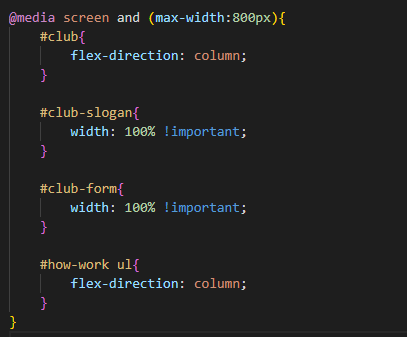 @media screen and (max-width:800px){
#club{
flex-direction: column;
}
#club-slogan{
width: 100% !important;
}
#club-form{
width: 100% !important;
}
#how-work ul{
flex-direction: column;
}
}